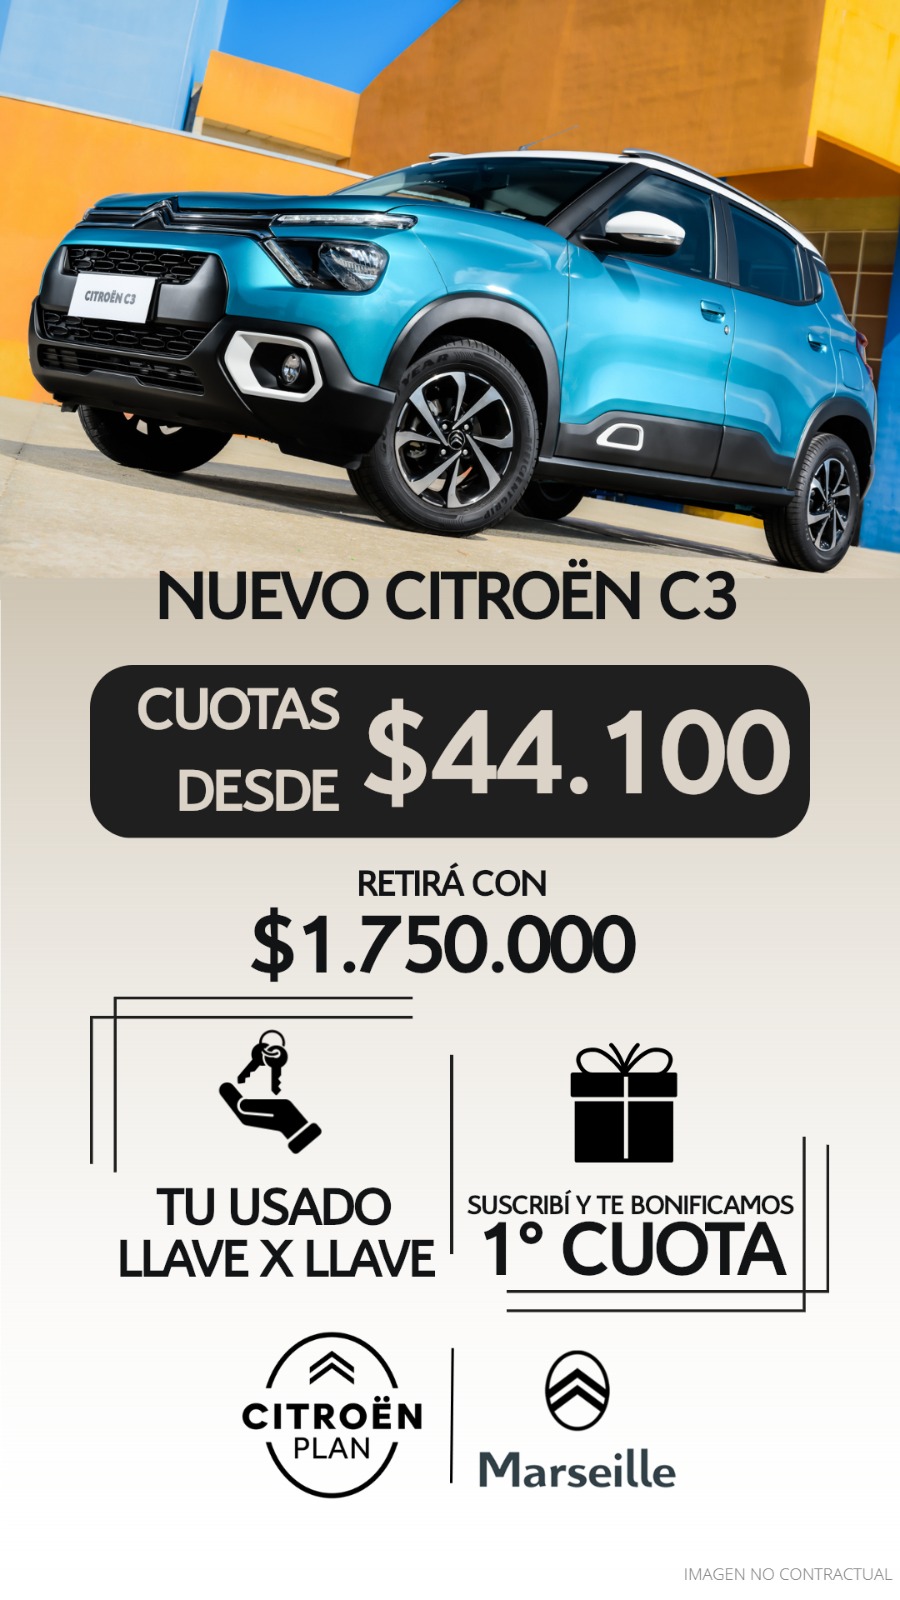 CITROËN C3
NUEVO CITROËN C3
CUOTAS
DESDE
$44.100
RETIRÁ CON
$1.750.000
TU USADO
LLAVE X LLAVE
SUSCRIBÍ Y TE BONIFICAMOS
1° CUOTA
CITROËN
PLAN
Marseille
IMAGEN NO CONTRACTUAL